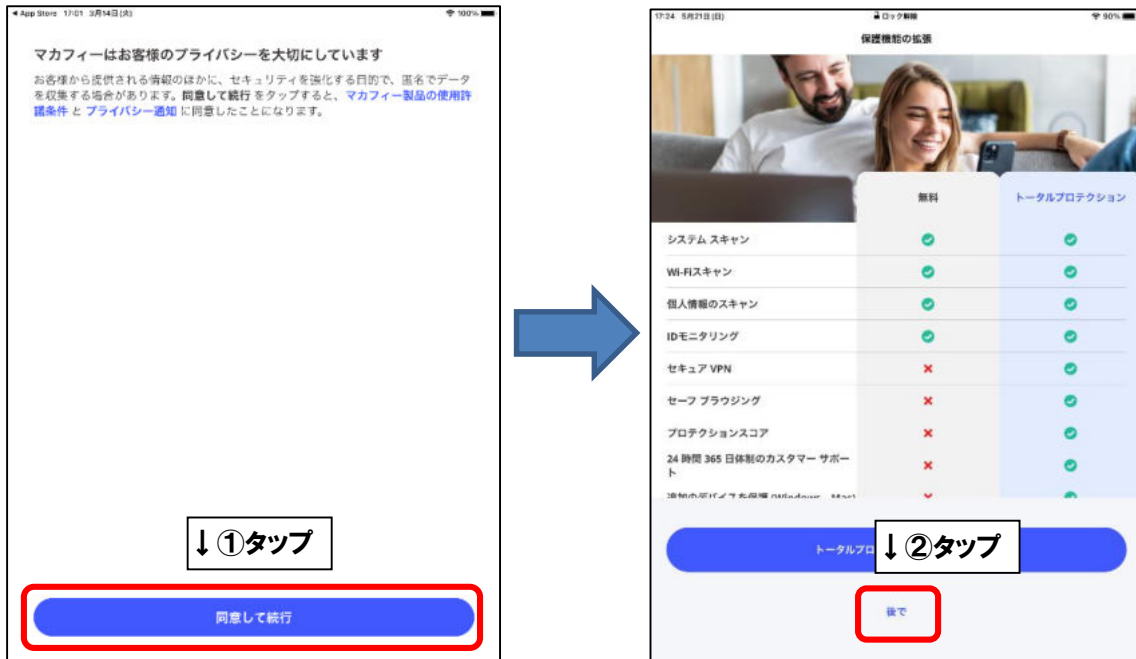 App Store 17:01 3月14日(火) 100%
マカフィーはお客様のプライバシーを大切にしています
お客様から提供される情報のほかに、セキュリティを強化する目的で、匿名でデータ
を収集する場合があります。同意して続行 をタップすると、マカフィー製品の使用許
諾条件 と プライバシー通知 に同意したことになります。
↓①タップ
同意して続行
17:24 5月21日(日) ロック解除 90%
保護機能の拡張
無料 トータルプロテクション
システム スキャン
Wi-Fiスキャン
個人情報のスキャン
IDモニタリング
セキュア VPN
セーフ ブラウジング
プロテクションスコア
24 時間 365 日体制のカスタマー サポー
ト
追加のデバイスを保護 (Windows、Mac)
トータルプロ
↓②タップ
後で